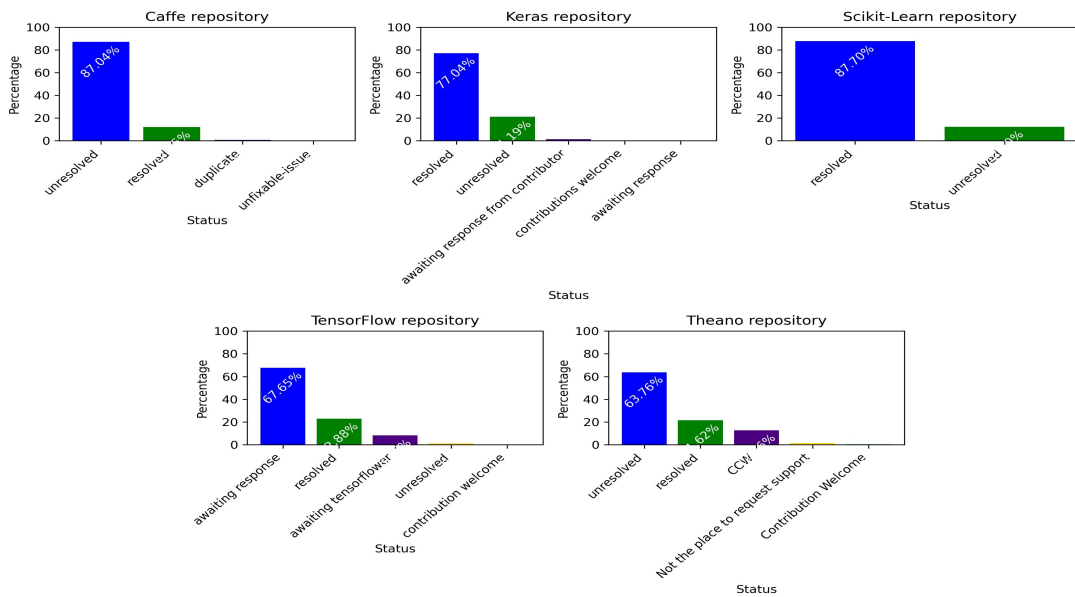 Caffe repository
100
80
60
40
20
0
Percentage
87.04%
unresolved
resolved
duplicate
unfixable-issue
Status
Keras repository
100
80
60
40
20
0
Percentage
77.04%
resolved
unresolved
awaiting response from contributor
contributions welcome
awaiting response
Status
Scikit-Learn repository
100
80
60
40
20
0
Percentage
87.70%
resolved
unresolved
Status
TensorFlow repository
100
80
60
40
20
0
Percentage
67.65%
awaiting response
resolved
awaiting tensorflower
unresolved
contribution welcome
Status
Theano repository
100
80
60
40
20
0
Percentage
63.76%
unresolved
resolved
CCW
Not the place to request support
Contribution Welcome
Status